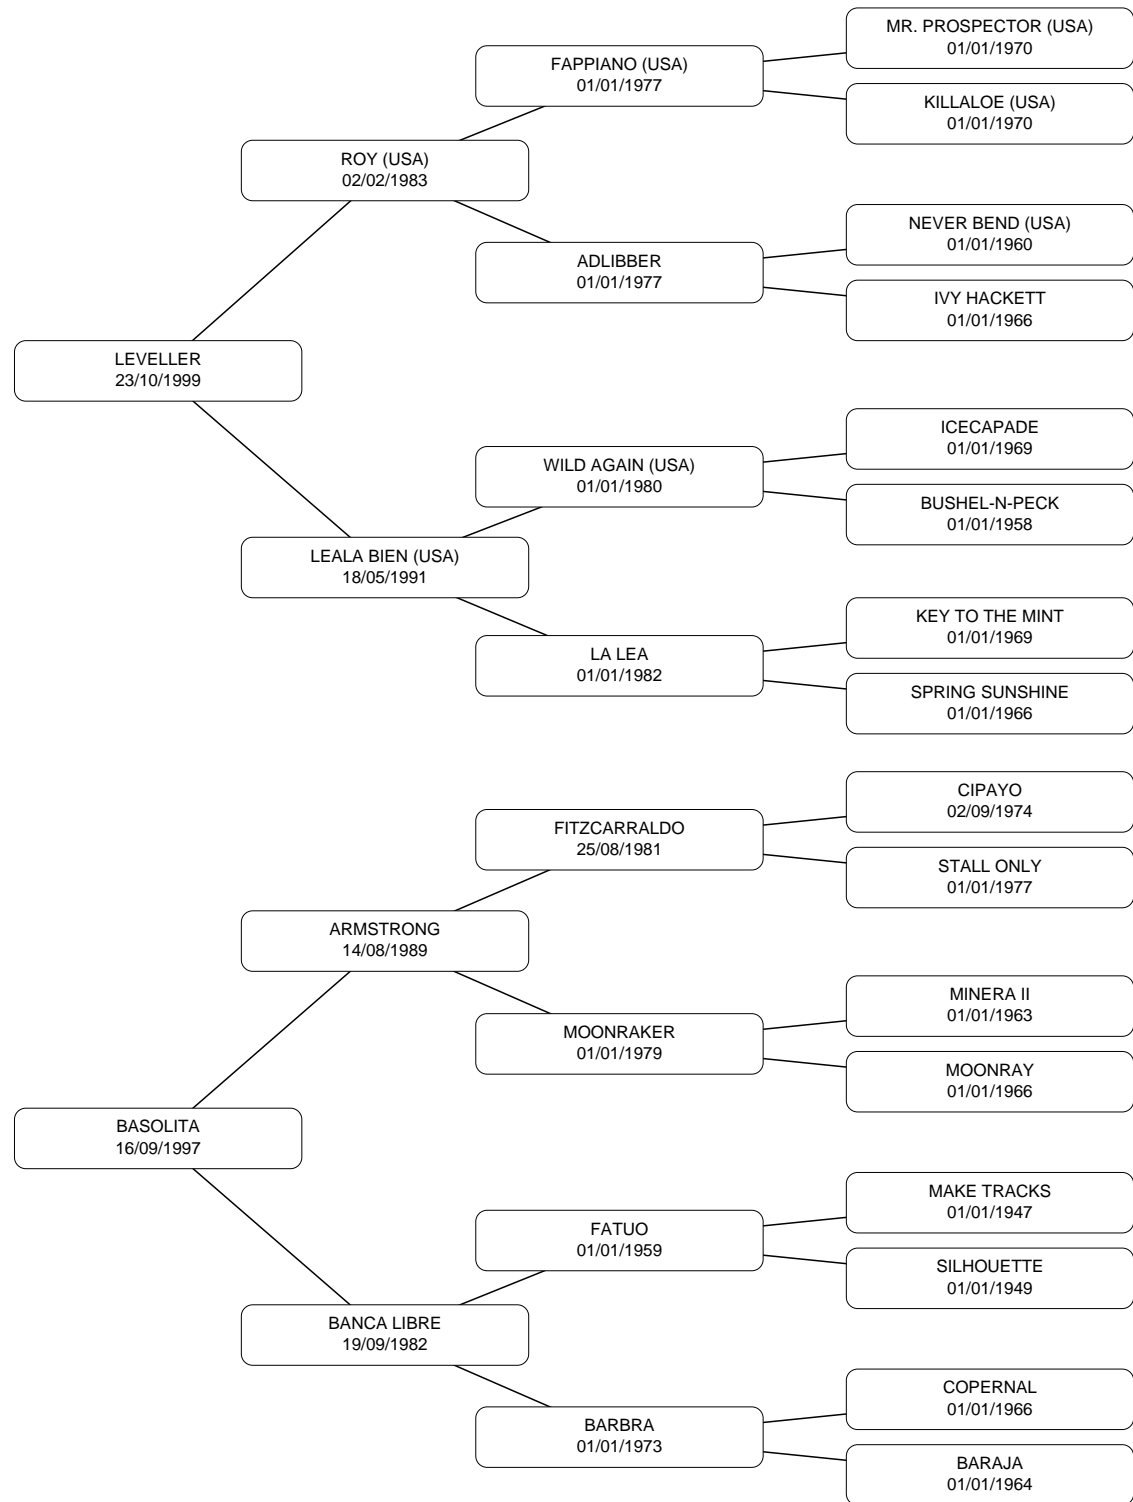 MR. PROSPECTOR (USA)
01/01/1970
FAPPIANO (USA)
01/01/1977
KILLALOE (USA)
01/01/1970
ROY (USA)
02/02/1983
NEVER BEND (USA)
01/01/1960
ADLIBBER
01/01/1977
IVY HACKETT
01/01/1966
LEVELLER
23/10/1999
ICECAPADE
01/01/1969
WILD AGAIN (USA)
01/01/1980
BUSHEL-N-PECK
01/01/1958
LEALA BIEN (USA)
18/05/1991
KEY TO THE MINT
01/01/1969
LA LEA
01/01/1982
SPRING SUNSHINE
01/01/1966
CIPAYO
02/09/1974
FITZCARRALDO
25/08/1981
STALL ONLY
01/01/1977
ARMSTRONG
14/08/1989
MINERA II
01/01/1963
MOONRAKER
01/01/1979
MOONRAY
01/01/1966
BASOLITA
16/09/1997
MAKE TRACKS
01/01/1947
FATUO
01/01/1959
SILHOUETTE
01/01/1949
BANCA LIBRE
19/09/1982
COPERNAL
01/01/1966
BARBRA
01/01/1973
BARAJA
01/01/1964